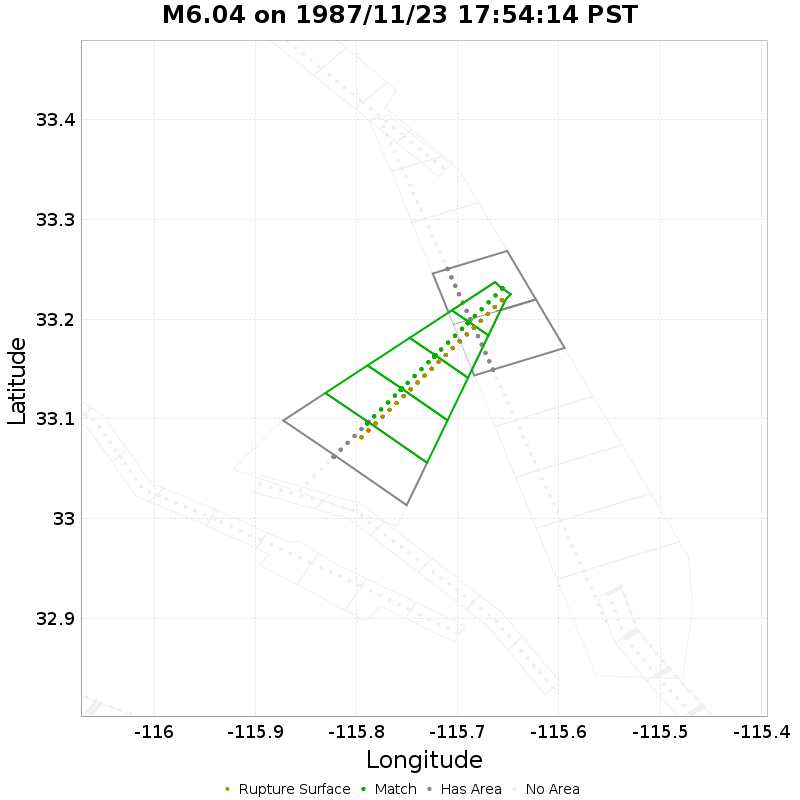 M6.04 on 1987/11/23 17:54:14 PST
33.4
33.3
33.2
33.1
33
32.9
Latitude
-116
-115.9
-115.8
-115.7
-115.6
-115.5
-115.4
Longitude
Rupture Surface
Match
Has Area
No Area